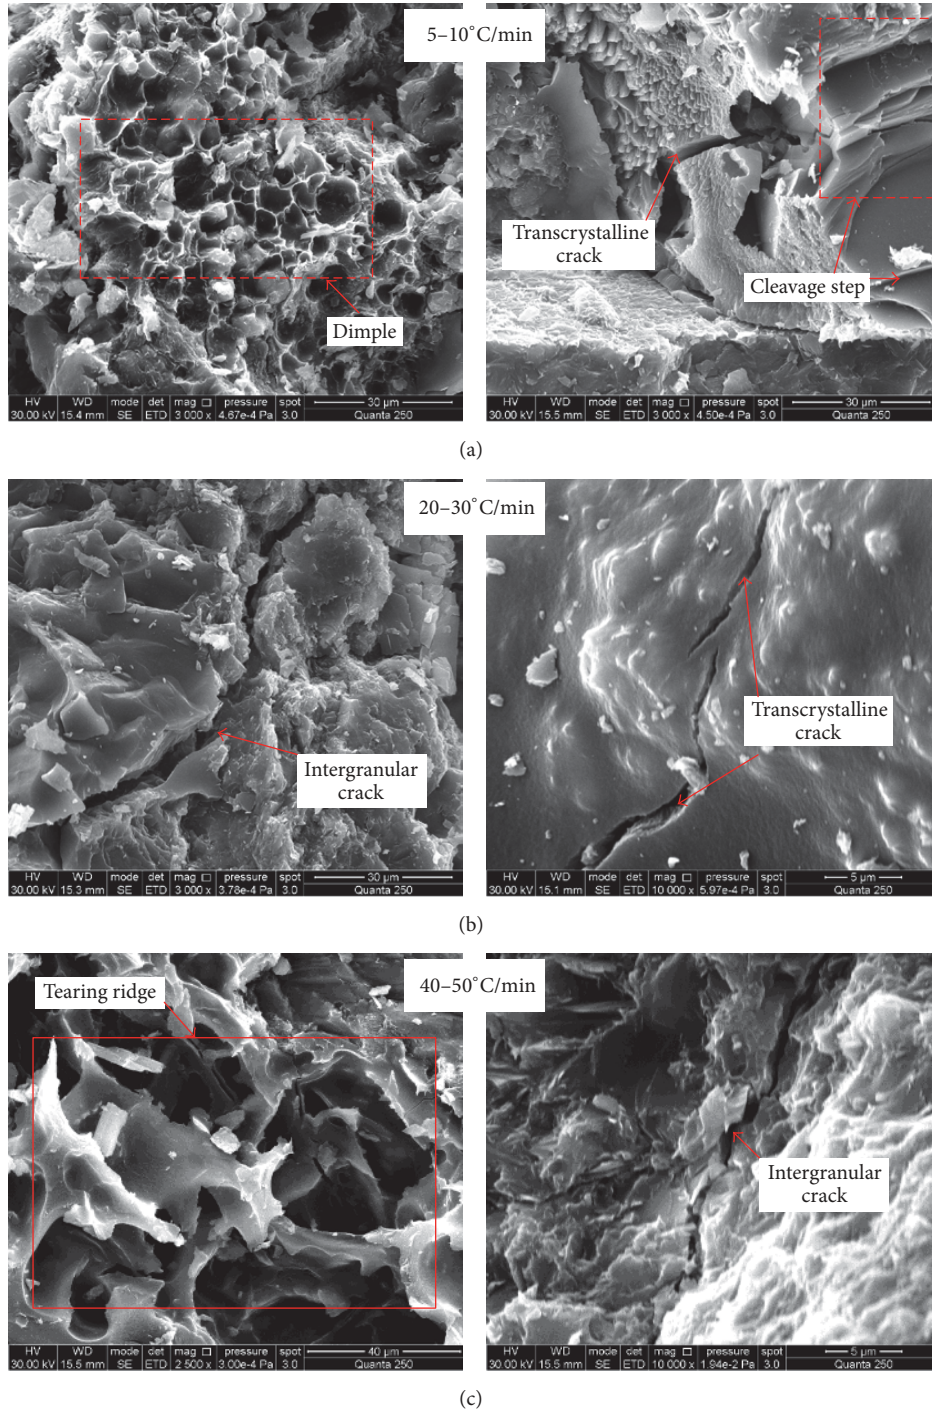 5–10°C/min
Transcrystalline
crack
Cleavage step
Dimple
HV WD mode det mag □ pressure spot 30 µm
30.00 kV 15.4 mm SE ETD 3 000 x 4.67e-4 Pa 3.0 Quanta 250
HV WD mode det mag □ pressure spot 30 µm
30.00 kV 15.5 mm SE ETD 3 000 x 4.50e-4 Pa 3.0 Quanta 250
(a)
20–30°C/min
Intergranular
crack
Transcrystalline
crack
HV WD mode det mag □ pressure spot 30 µm
30.00 kV 15.3 mm SE ETD 3 000 x 3.78e-4 Pa 3.0 Quanta 250
HV WD mode det mag □ pressure spot 5 µm
30.00 kV 15.1 mm SE ETD 10 000 x 5.97e-4 Pa 3.0 Quanta 250
(b)
Tearing ridge
40–50°C/min
Intergranular
crack
HV WD mode det mag □ pressure spot 40 µm
30.00 kV 15.5 mm SE ETD 2 500 x 3.00e-4 Pa 3.0 Quanta 250
HV WD mode det mag □ pressure spot 5 µm
30.00 kV 15.5 mm SE ETD 10 000 x 1.94e-2 Pa 3.0 Quanta 250
(c)